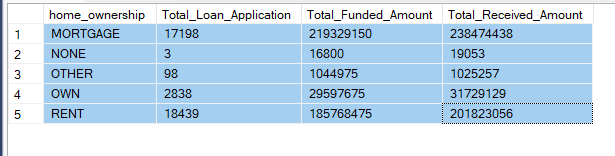 home_ownership Total_Loan_Application Total_Funded_Amount Total_Received_Amount
1 MORTGAGE 17198 219329150 238474438
2 NONE 3 16800 19053
3 OTHER 98 1044975 1025257
4 OWN 2838 29597675 31729129
5 RENT 18439 185768475 201823056